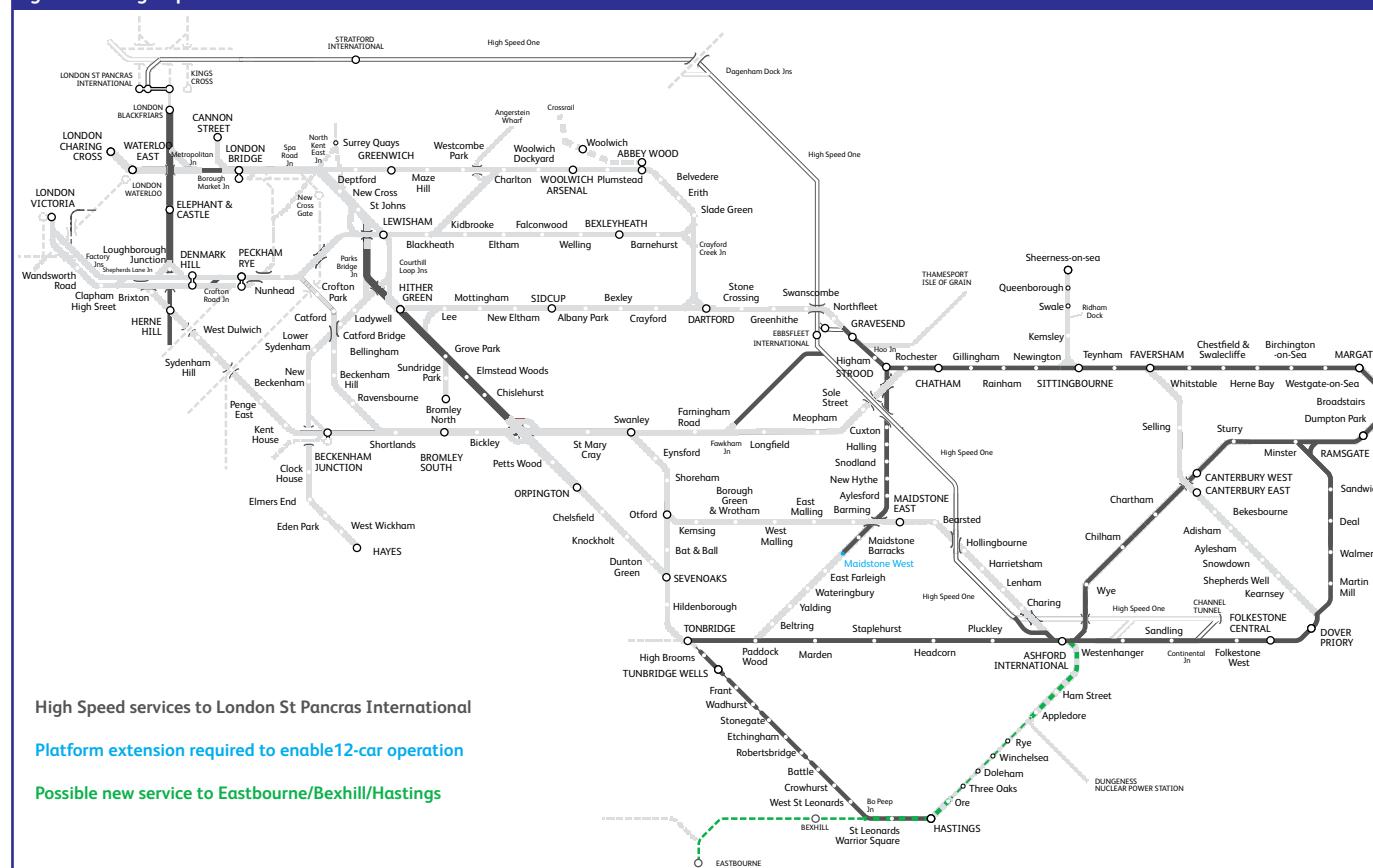 STRATFORD
INTERNATIONAL
High Speed One
LONDON ST PANCRAS
INTERNATIONAL
KINGS
CROSS
Dagenham Dock Jns
LONDON
BLACKFRIARS
CANNON
STREET
LONDON
CHARING
CROSS
WATERLOO
EAST
Metropolitan
Jn
LONDON
BRIDGE
Borough
Market Jn
Spa
Road
Jn
North
Kent
East Jn
Surrey Quays
GREENWICH
Westcombe
Park
Angerstein
Wharf
Crossrail
Woolwich
Dockyard
Woolwich
ABBEY WOOD
High Speed One
LONDON
WATERLOO
LONDON
VICTORIA
ELEPHANT &
CASTLE
New
Cross
Gate
Deptford
New Cross
St Johns
Maze
Hill
Charlton
WOOLWICH
ARSENAL
Plumstead
Belvedere
Erith
Slade Green
LEWISHAM
Kidbrooke
Falconwood
BEXLEYHEATH
Blackheath
Eltham
Welling
Barnehurst
Crayford
Creek Jn
Loughborough
Junction
Factory
Jns
Shepherds Lane Jn
DENMARK
HILL
PECKHAM
RYE
Parks
Bridge
Jn
Courthill
Loop Jns
Wandsworth
Road
Clapham
High Sreet
Brixton
Crofton
Road Jn
Nunhead
Crofton
Park
HITHER
GREEN
Mottingham
SIDCUP
Bexley
Stone
Crossing
Swanscombe
Northfleet
THAMESPORT
ISLE OF GRAIN
Sheerness-on-sea
Queenborough
Swale
Ridham
Dock
Kemsley
HERNE
HILL
West Dulwich
Catford
Ladywell
Lee
New Eltham
Albany Park
Crayford
DARTFORD
Greenhithe
EBBSFLEET
INTERNATIONAL
GRAVESEND
Hoo Jn
Lower
Sydenham
Catford Bridge
Bellingham
Grove Park
Higham
STROOD
Rochester
Gillingham
Newington
Teynham
FAVERSHAM
Chestfield &
Swalecliffe
Birchington
-on-Sea
MARGAT
Sydenham
Hill
New
Beckenham
Beckenham
Hill
Ravensbourne
Sundridge
Park
Elmstead Woods
Chislehurst
CHATHAM
Rainham
SITTINGBOURNE
Whitstable
Herne Bay
Westgate-on-Sea
Broadstairs
Dumpton Park
Penge
East
Bromley
North
Sole
Street
Meopham
Kent
House
Swanley
Farningham
Road
Cuxton
Selling
Sturry
BECKENHAM
JUNCTION
Shortlands
BROMLEY
SOUTH
Bickley
St Mary
Cray
Fawkham
Jn
Longfield
Halling
High Speed One
Minster
RAMSGATE
Petts Wood
Eynsford
Snodland
Clock
House
Shoreham
New Hythe
CANTERBURY WEST
CANTERBURY EAST
Sandwic
ORPINGTON
Borough
Green
& Wrotham
East
Malling
Aylesford
Barming
MAIDSTONE
EAST
Chartham
Bekesbourne
Elmers End
Eden Park
West Wickham
Chelsfield
Otford
Kemsing
West
Malling
Bearsted
Adisham
Deal
HAYES
Knockholt
Bat & Ball
Maidstone
Barracks
Maidstone West
Hollingbourne
Chilham
Aylesham
Snowdown
Walmer
Dunton
Green
SEVENOAKS
East Farleigh
Wateringbury
Harrietsham
Lenham
Shepherds Well
Kearnsey
Martin
Mill
Hildenborough
Yalding
High Speed One
Charing
Wye
High Speed One
CHANNEL
TUNNEL
FOLKESTONE
CENTRAL
TONBRIDGE
Beltring
Staplehurst
Pluckley
Sandling
DOVER
PRIORY
High Brooms
TUNBRIDGE WELLS
Paddock
Wood
Marden
Headcorn
ASHFORD
INTERNATIONAL
Westenhanger
Continental
Jn
Folkestone
West
Frant
Wadhurst
Stonegate
Etchingham
Robertsbridge
Ham Street
Appledore
High Speed services to London St Pancras International
Platform extension required to enable12-car operation
Possible new service to Eastbourne/Bexhill/Hastings
Battle
Crowhurst
West St Leonards
Rye
Winchelsea
Doleham
Three Oaks
Ore
DUNGENESS
NUCLEAR POWER STATION
Bo Peep
Jn
BEXHILL
St Leonards
Warrior Square
HASTINGS
EASTBOURNE